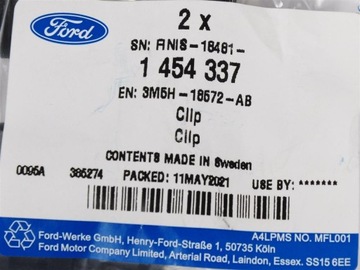 Ford
2 x
SN: FINIS-18481-
1 454 337
EN: 3M5H-18572-AB
Clip
Clip
CONTENTS MADE IN Sweden
0095A 385274 PACKED: 11MAY2021 USE BY:*******
A4LPMS NO. MFL001
Ford-Werke GmbH, Henry-Ford-Straße 1, 50735 Köln
Ford Motor Company Limited, Arterial Road, Laindon, Essex. SS15 6EE